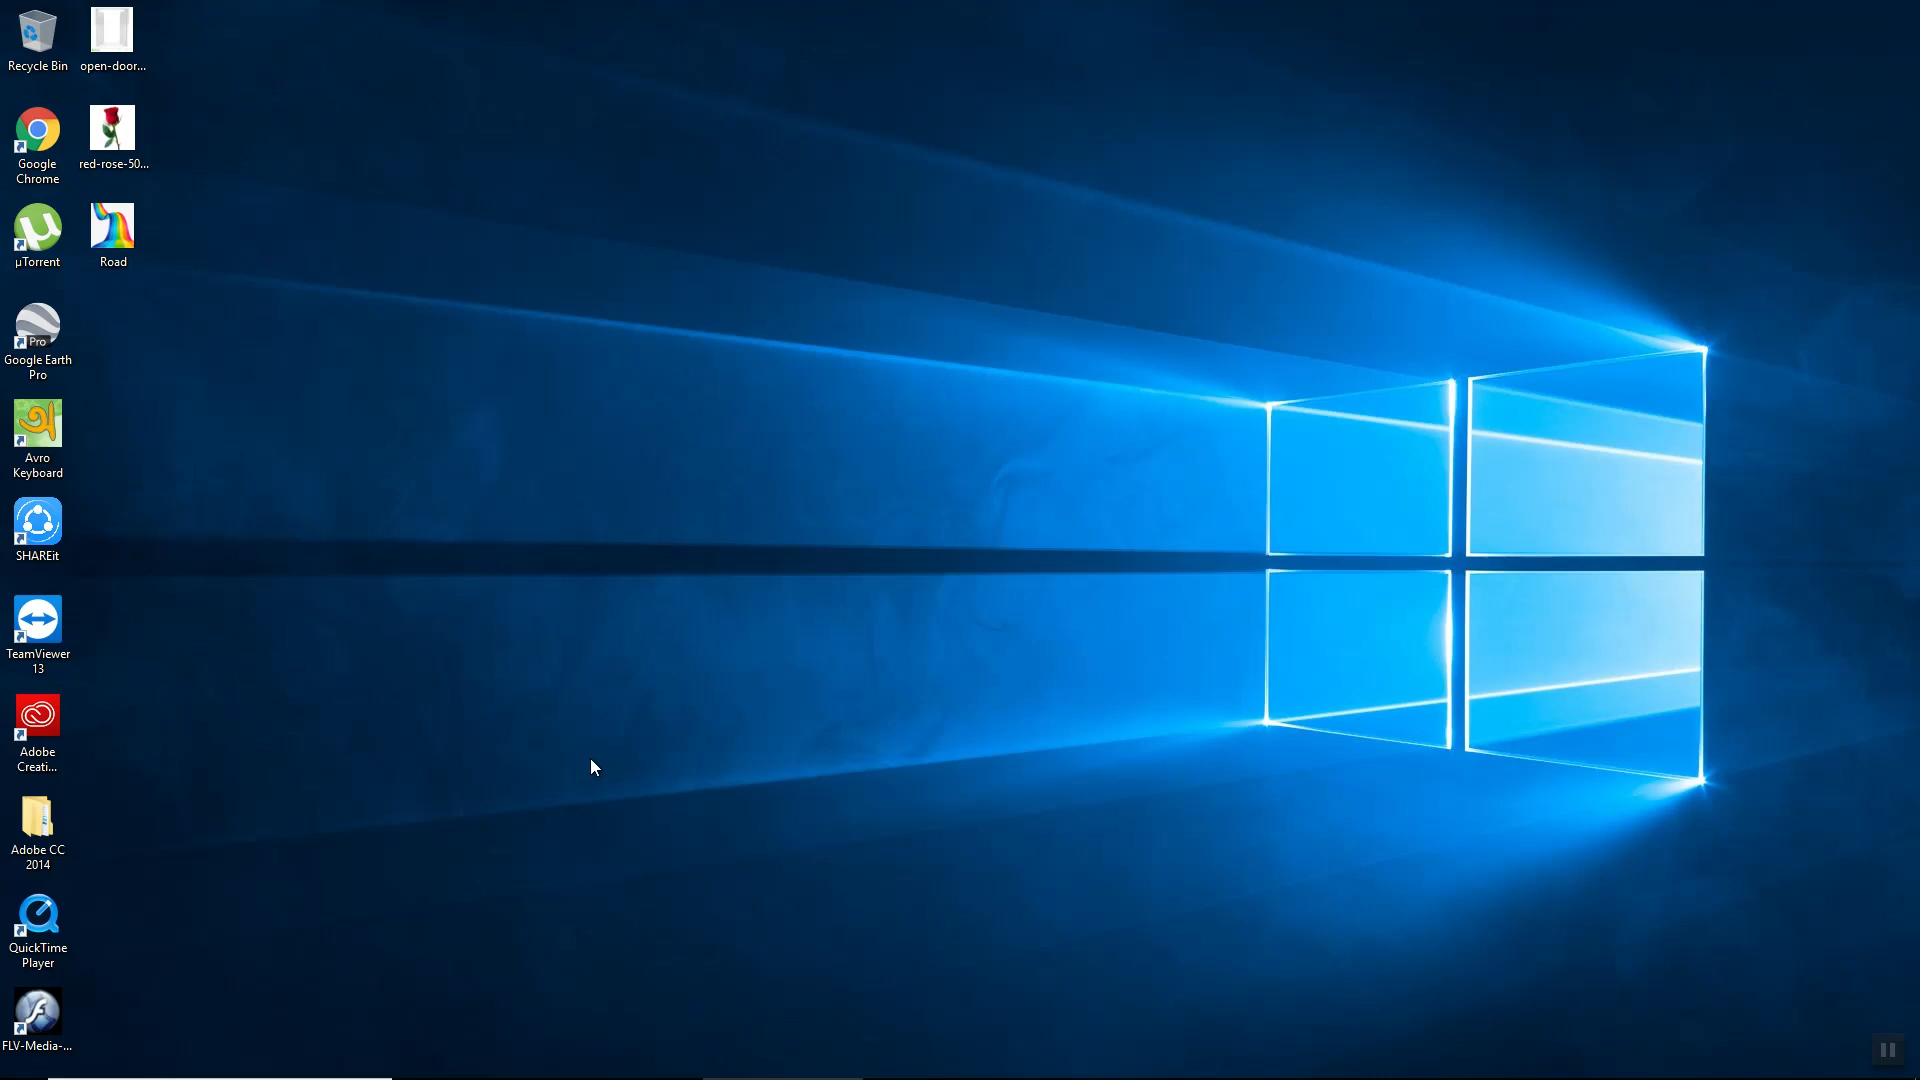 Recycle Bin
open-door...
Google
Chrome
red-rose-50...
µTorrent
Road
Pro
Google Earth
Pro
অ
Avro
Keyboard
SHAREit
TeamViewer
13
Adobe
Creati...
Adobe CC
2014
QuickTime
Player
FLV-Media-...